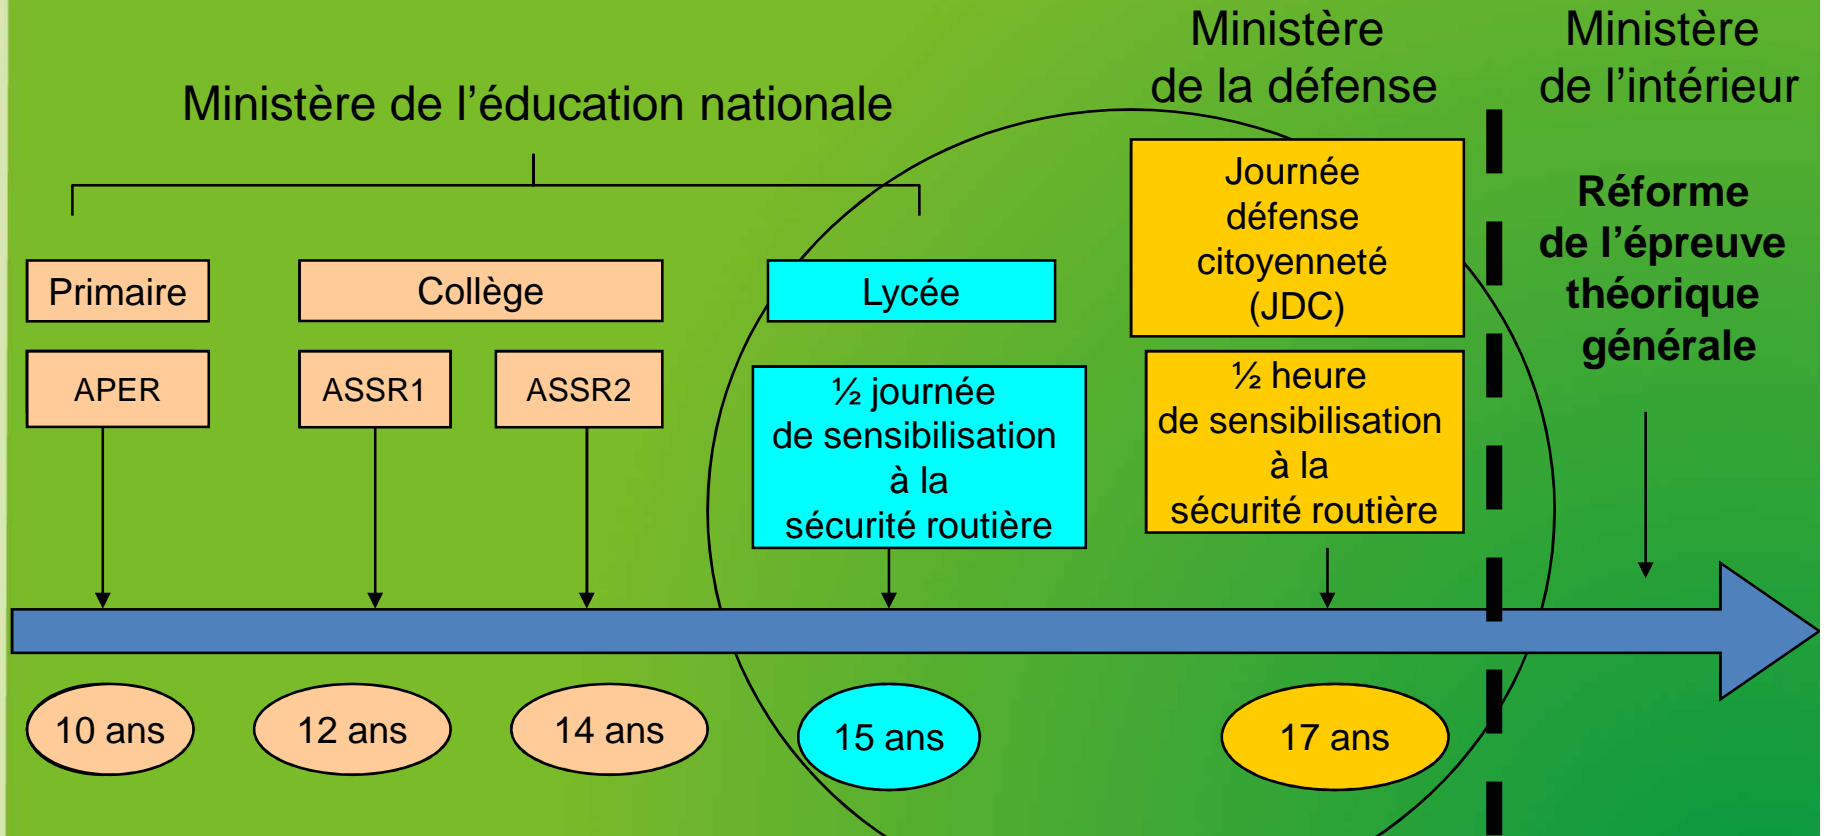 Ministère de l’éducation nationale
Primaire
APER
Collège
ASSR1
ASSR2
Lycée
½ journée
de sensibilisation
à la
sécurité routière
Ministère
de la défense
Journée
défense
citoyenneté
(JDC)
½ heure
de sensibilisation
à la
sécurité routière
Ministère
de l’intérieur
Réforme
de l’épreuve
théorique
générale
10 ans
12 ans
14 ans
15 ans
17 ans